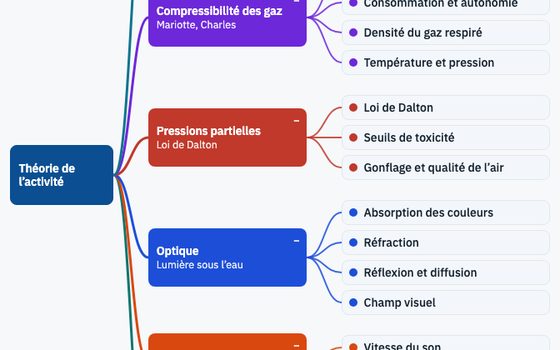 Consommation et autonomie
Compressibilité des gaz
Mariotte, Charles
Densité du gaz respiré
Température et pression
Loi de Dalton
Pressions partielles
Loi de Dalton
Seuils de toxicité
Gonflage et qualité de l’air
Théorie de
l’activité
Absorption des couleurs
Réfraction
Optique
Lumière sous l’eau
Réflexion et diffusion
Champ visuel
Vitesse du son